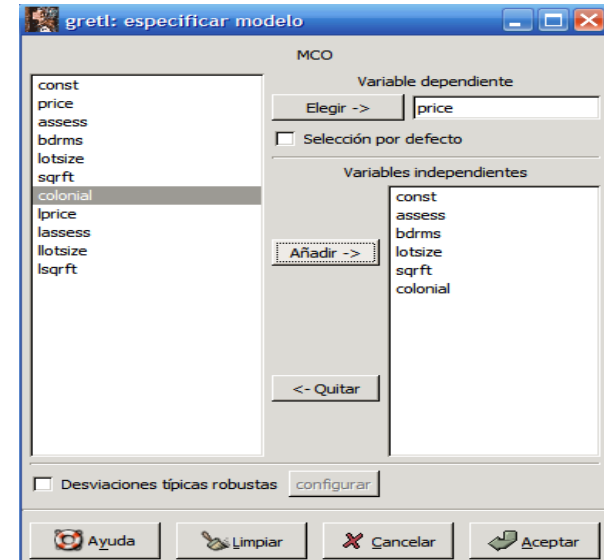 gretl: especificar modelo
MCO
const
price
assess
bdrms
lotsize
sqrft
colonial
lprice
lassess
llotsize
lsqrft
Variable dependiente
Elegir -> price
Selección por defecto
Variables independientes
const
assess
bdrms
lotsize
sqrft
colonial
Añadir ->
<- Quitar
Desviaciones típicas robustas configurar
Ayuda Limpiar Cancelar Aceptar